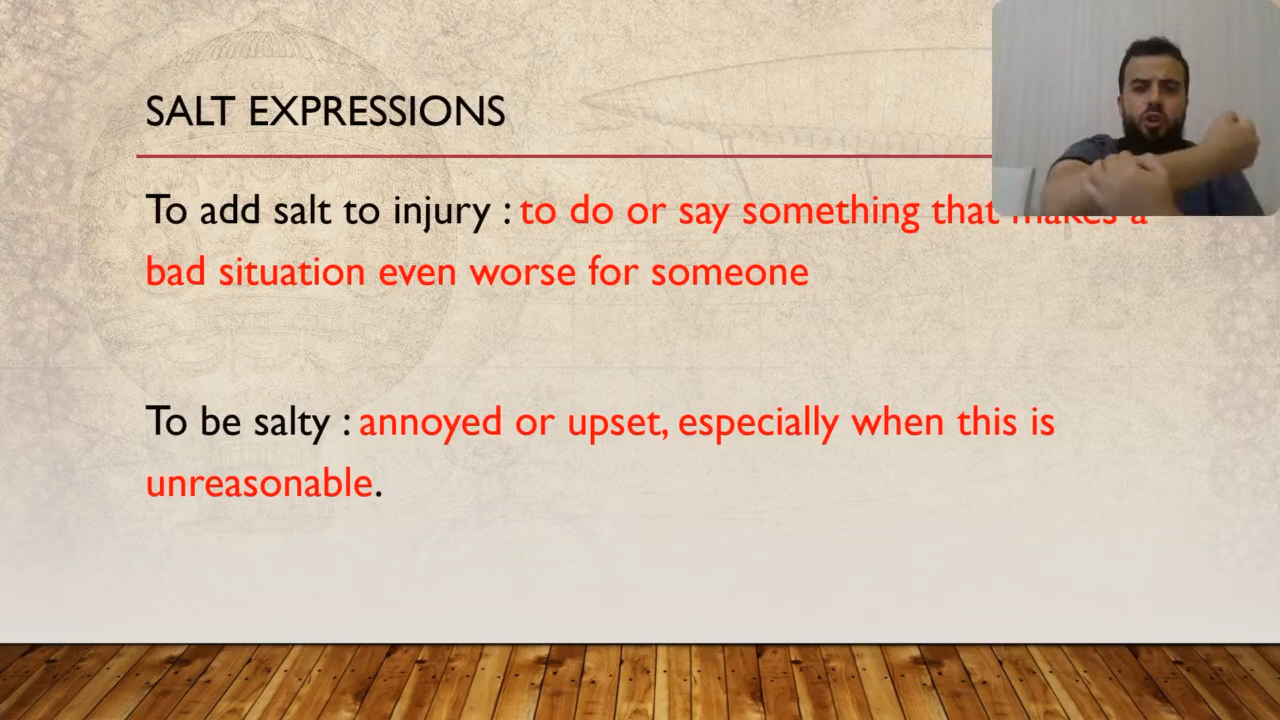 SALT EXPRESSIONS
To add salt to injury : to do or say something that makes a
bad situation even worse for someone
To be salty : annoyed or upset, especially when this is
unreasonable.